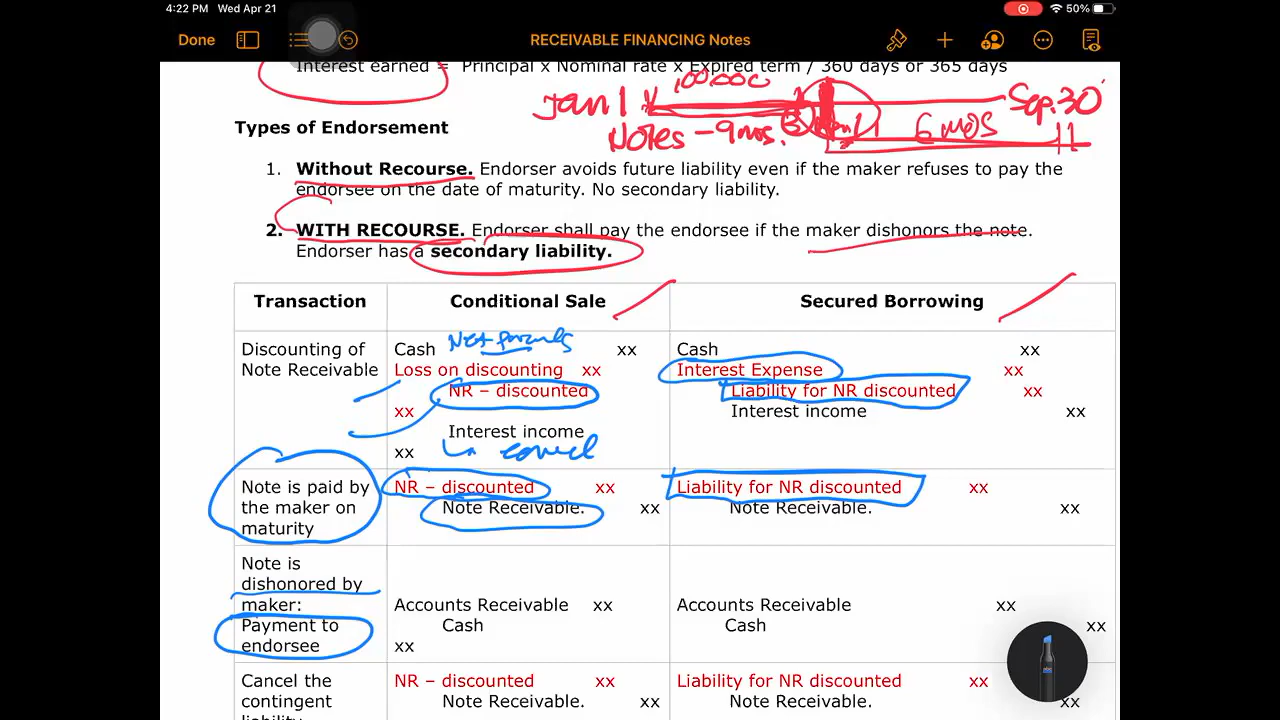 4:22 PM Wed Apr 21
50%
Done
RECEIVABLE FINANCING Notes
Interest earned = Principal x Nominal rate x Expired term / 360 days or 365 days
100.000
Jan 1
Sep. 30
Notes - 9 mos.
6 mos
Types of Endorsement
1. Without Recourse. Endorser avoids future liability even if the maker refuses to pay the
endorsee on the date of maturity. No secondary liability.
2. WITH RECOURSE. Endorser shall pay the endorsee if the maker dishonors the note.
Endorser has a secondary liability.
Transaction Conditional Sale Secured Borrowing
Discounting of
Note Receivable
Cash Net proceeds xx
Loss on discounting xx
NR – discounted
xx
Interest income
xx earned
Cash xx
Interest Expense xx
Liability for NR discounted xx
Interest income xx
Note is paid by
the maker on
maturity
NR – discounted xx
Note Receivable. xx
Liability for NR discounted xx
Note Receivable. xx
Note is
dishonored by
maker:
Payment to
endorsee
Accounts Receivable xx
Cash
xx
Accounts Receivable xx
Cash xx
Cancel the
contingent
liability
NR – discounted xx
Note Receivable. xx
Liability for NR discounted xx
Note Receivable. xx